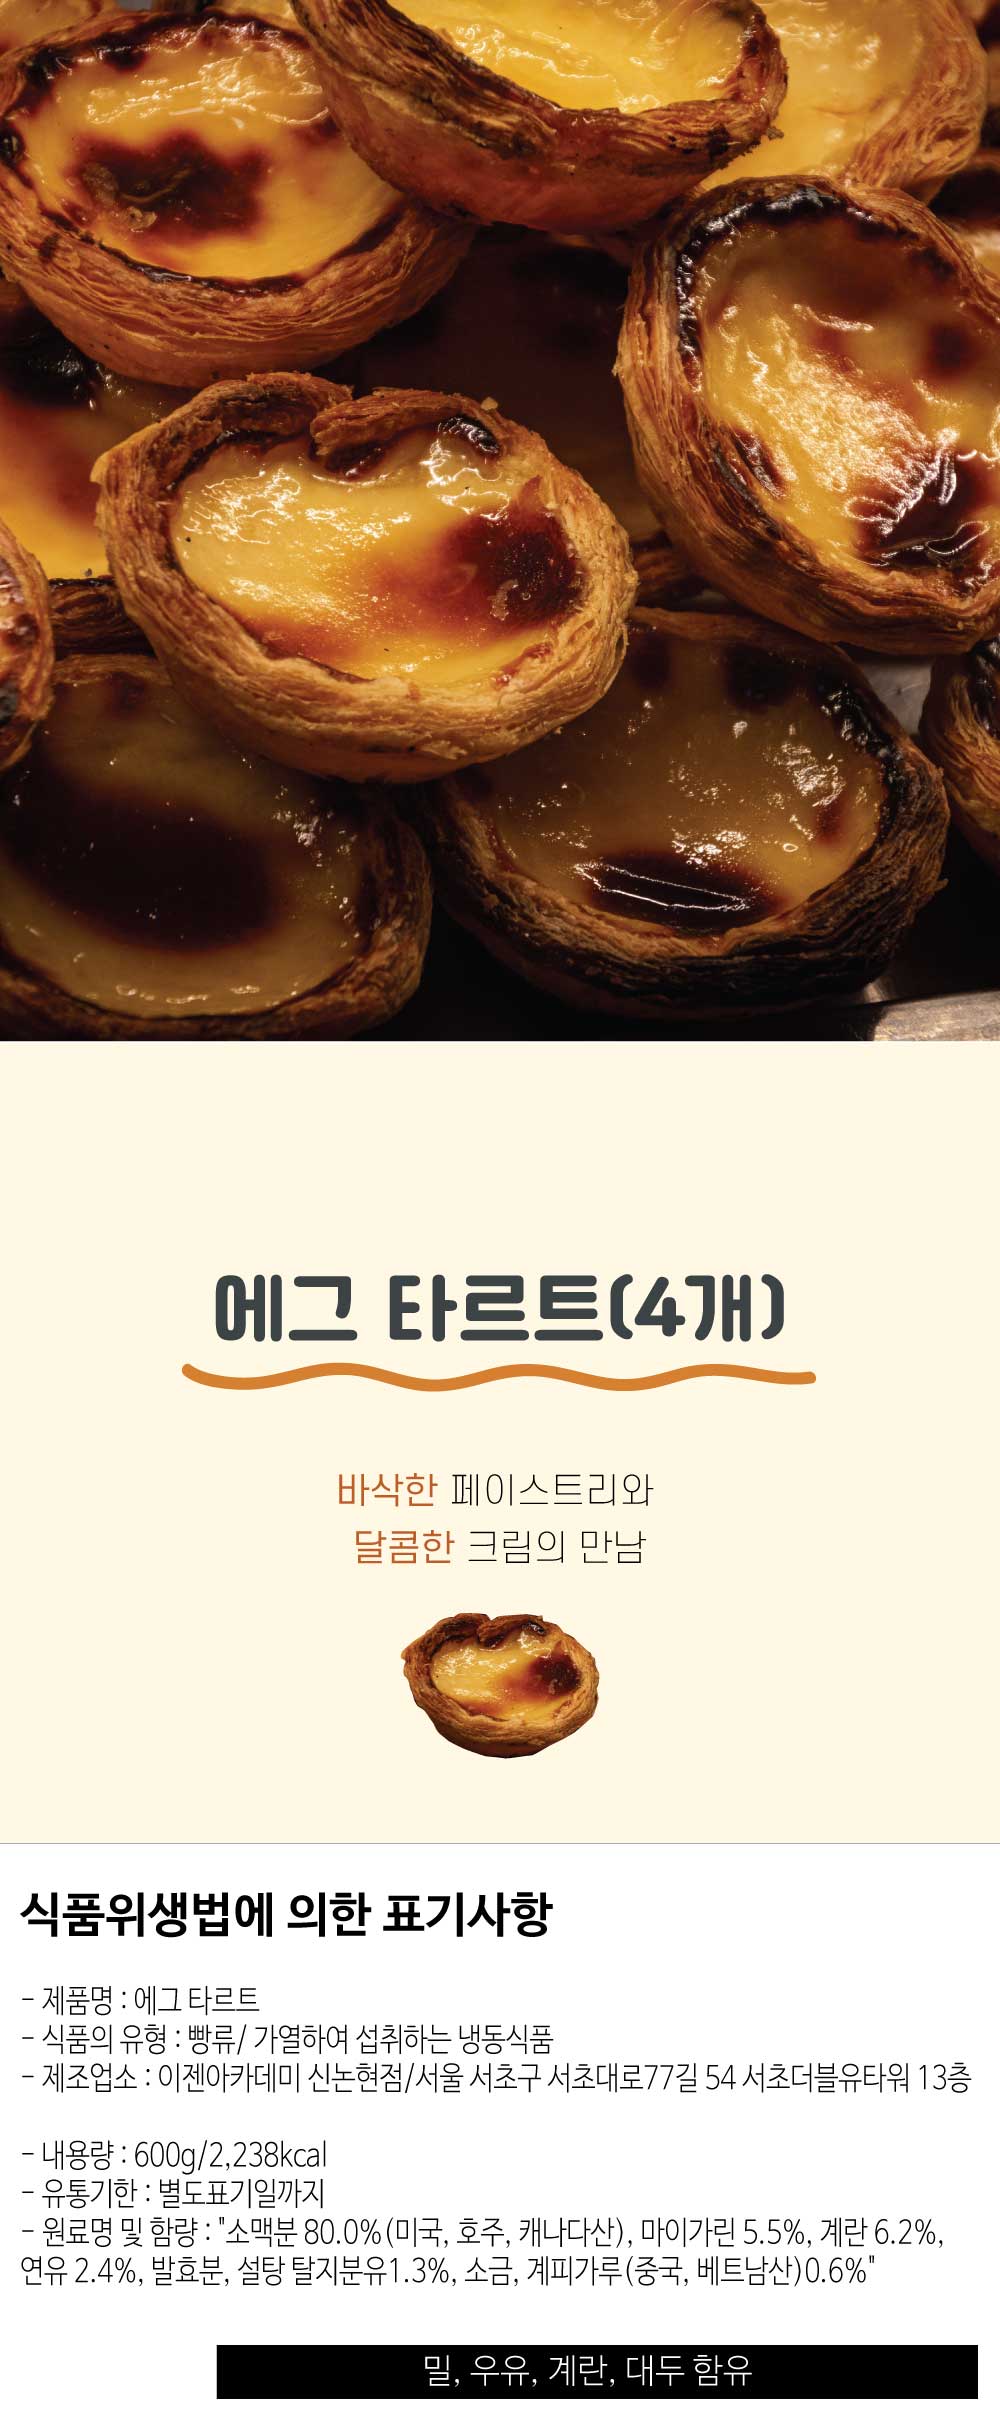 에그 타르트(4개)
바삭한 페이스트리와
달콤한 크림의 만남
식품위생법에 의한 표기사항
- 제품명 : 에그 타르트
- 식품의 유형 : 빵류/ 가열하여 섭취하는 냉동식품
- 제조업소 : 이젠아카데미 신논현점/서울 서초구 서초대로77길 54 서초더블유타워 13층
- 내용량 : 600g/2,238kcal
- 유통기한 : 별도표기일까지
- 원료명 및 함량 : "소맥분 80.0%(미국, 호주, 캐나다산), 마이가린 5.5%, 계란 6.2%,
연유 2.4%, 발효분, 설탕 탈지분유1.3%, 소금, 계피가루(중국, 베트남산)0.6%"
밀, 우유, 계란, 대두 함유